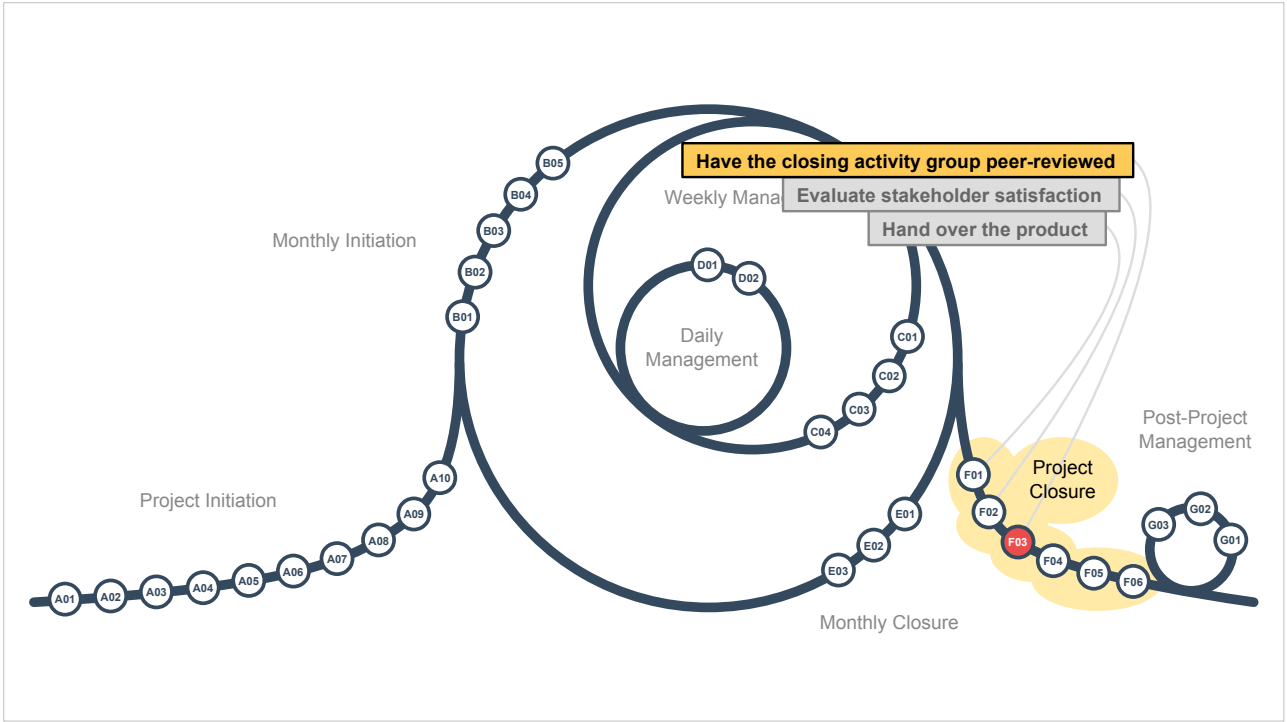 Have the closing activity group peer-reviewed
Evaluate stakeholder satisfaction
Hand over the product
Weekly Mana
Monthly Initiation
Daily
Management
Project Initiation
Project
Closure
Post-Project
Management
Monthly Closure
A01
A02
A03
A04
A05
A06
A07
A08
A09
A10
B01
B02
B03
B04
B05
D01
D02
C01
C02
C03
C04
E01
E02
E03
F01
F02
F03
F04
F05
F06
G03
G02
G01